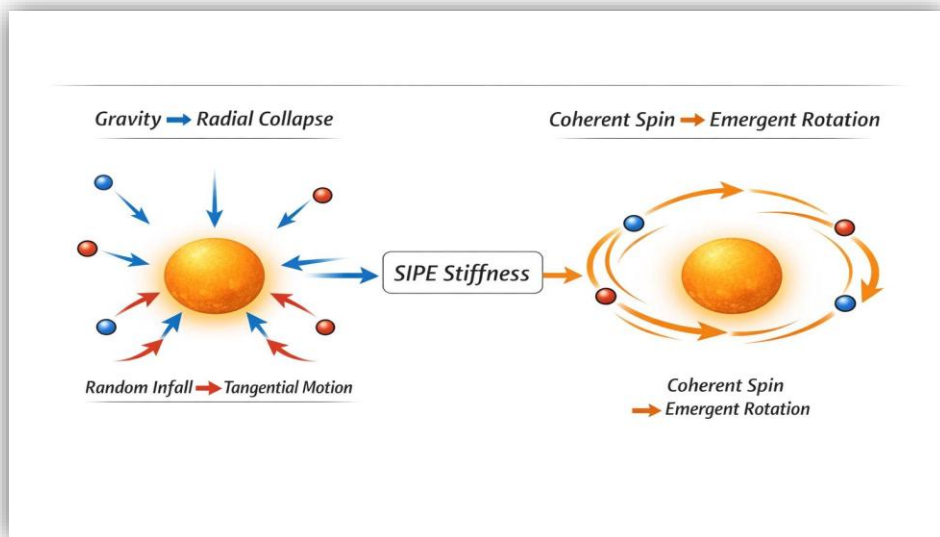 Gravity → Radial Collapse
Coherent Spin → Emergent Rotation
SIPE Stiffness
Random Infall → Tangential Motion
Coherent Spin
→ Emergent Rotation